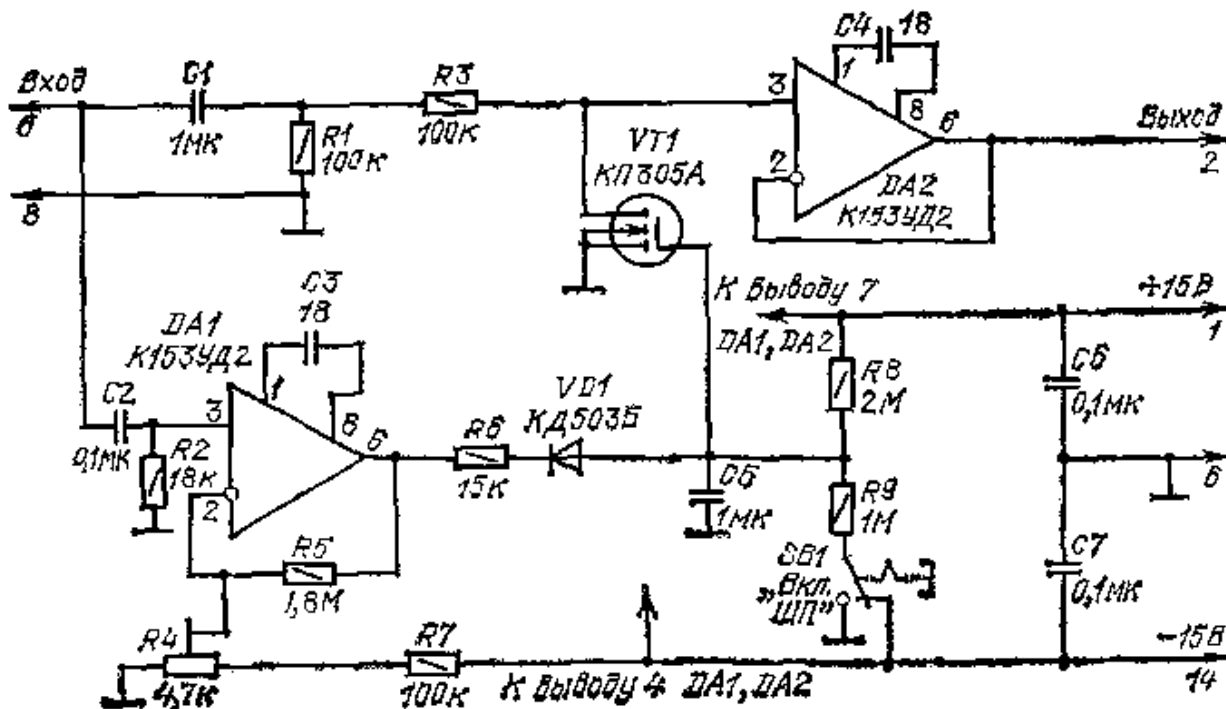 Вход
6
C1
1мк
R1
100к
R3
100к
8
VT1
КП305А
C4
18
3
1
8
6
2
DA2
К153УД2
Выход
2
К выводу 7
DA1, DA2
+15В
1
C3
18
DA1
К153УД2
C2
0,1мк
R2
18к
3
1
8
6
2
R6
15к
VD1
КД503Б
C5
1мк
R8
2М
R9
1М
C6
0,1мк
6
C7
0,1мк
SB1
„Вкл.
ШП”
R5
1,8М
R4
4,7к
R7
100к
К выводу 4 DA1, DA2
-15В
14